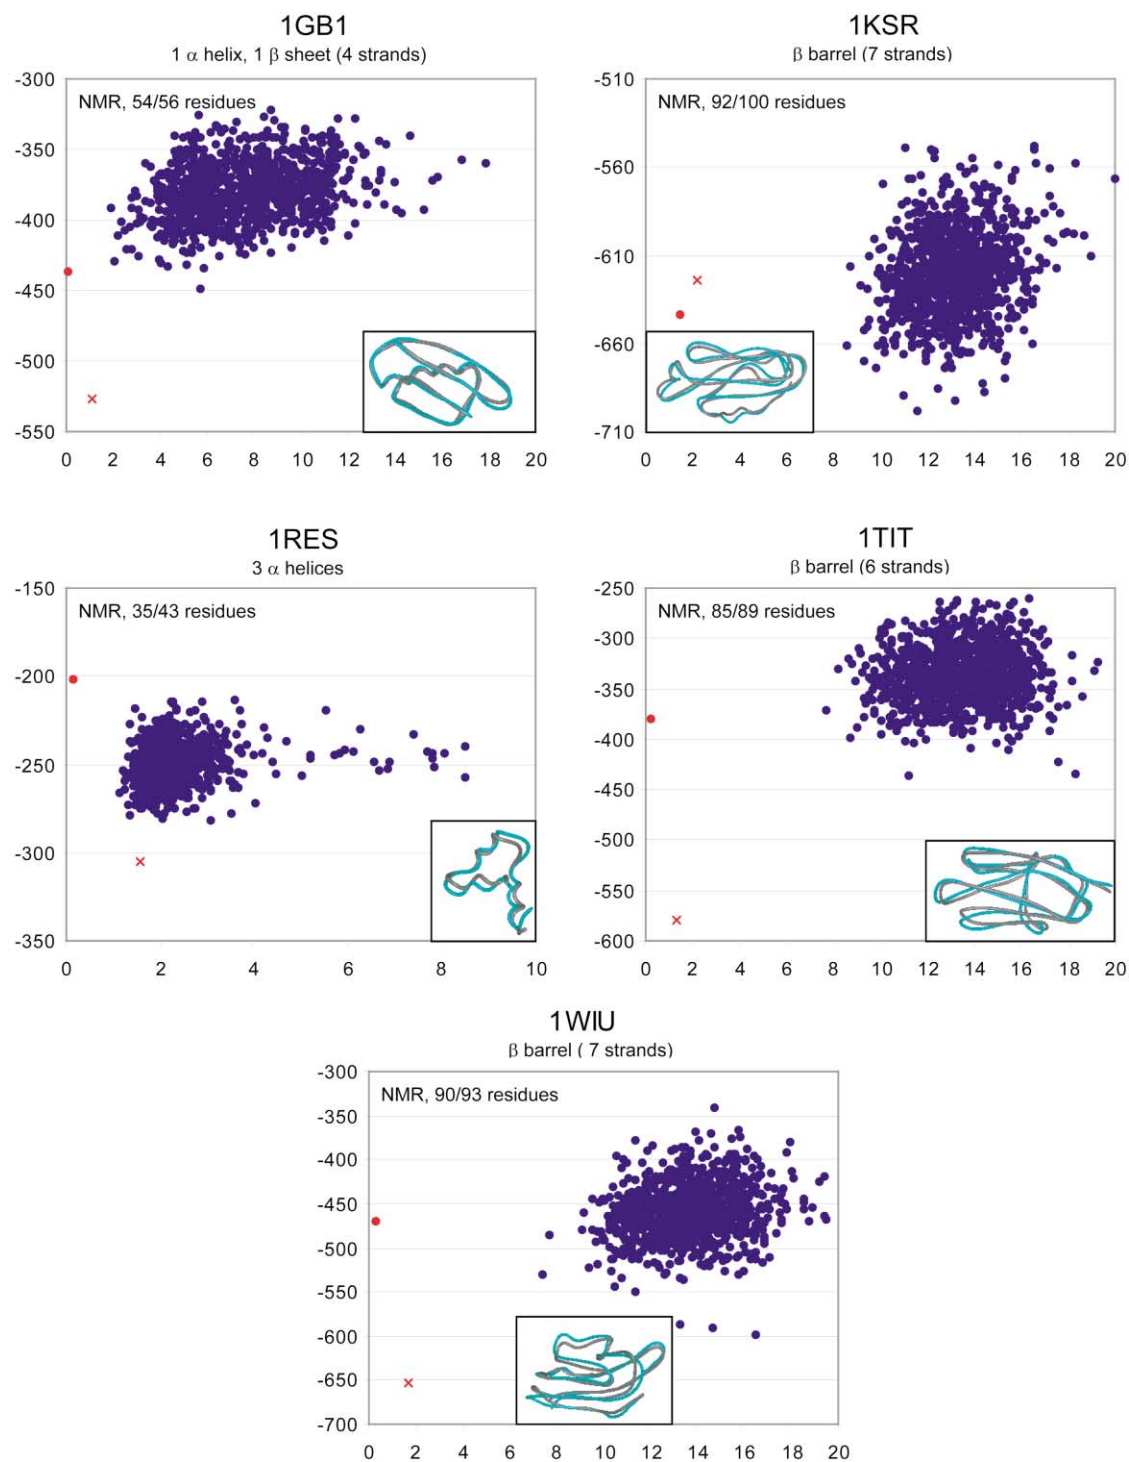 1GB1
1 α helix, 1 β sheet (4 strands)
NMR, 54/56 residues
-300
-350
-400
-450
-500
-550
0 2 4 6 8 10 12 14 16 18 20
1KSR
β barrel (7 strands)
NMR, 92/100 residues
-510
-560
-610
-660
-710
0 2 4 6 8 10 12 14 16 18 20
1RES
3 α helices
NMR, 35/43 residues
-150
-200
-250
-300
-350
0 2 4 6 8 10
1TIT
β barrel (6 strands)
NMR, 85/89 residues
-250
-300
-350
-400
-450
-500
-550
-600
0 2 4 6 8 10 12 14 16 18 20
1WIU
β barrel ( 7 strands)
NMR, 90/93 residues
-300
-350
-400
-450
-500
-550
-600
-650
-700
0 2 4 6 8 10 12 14 16 18 20